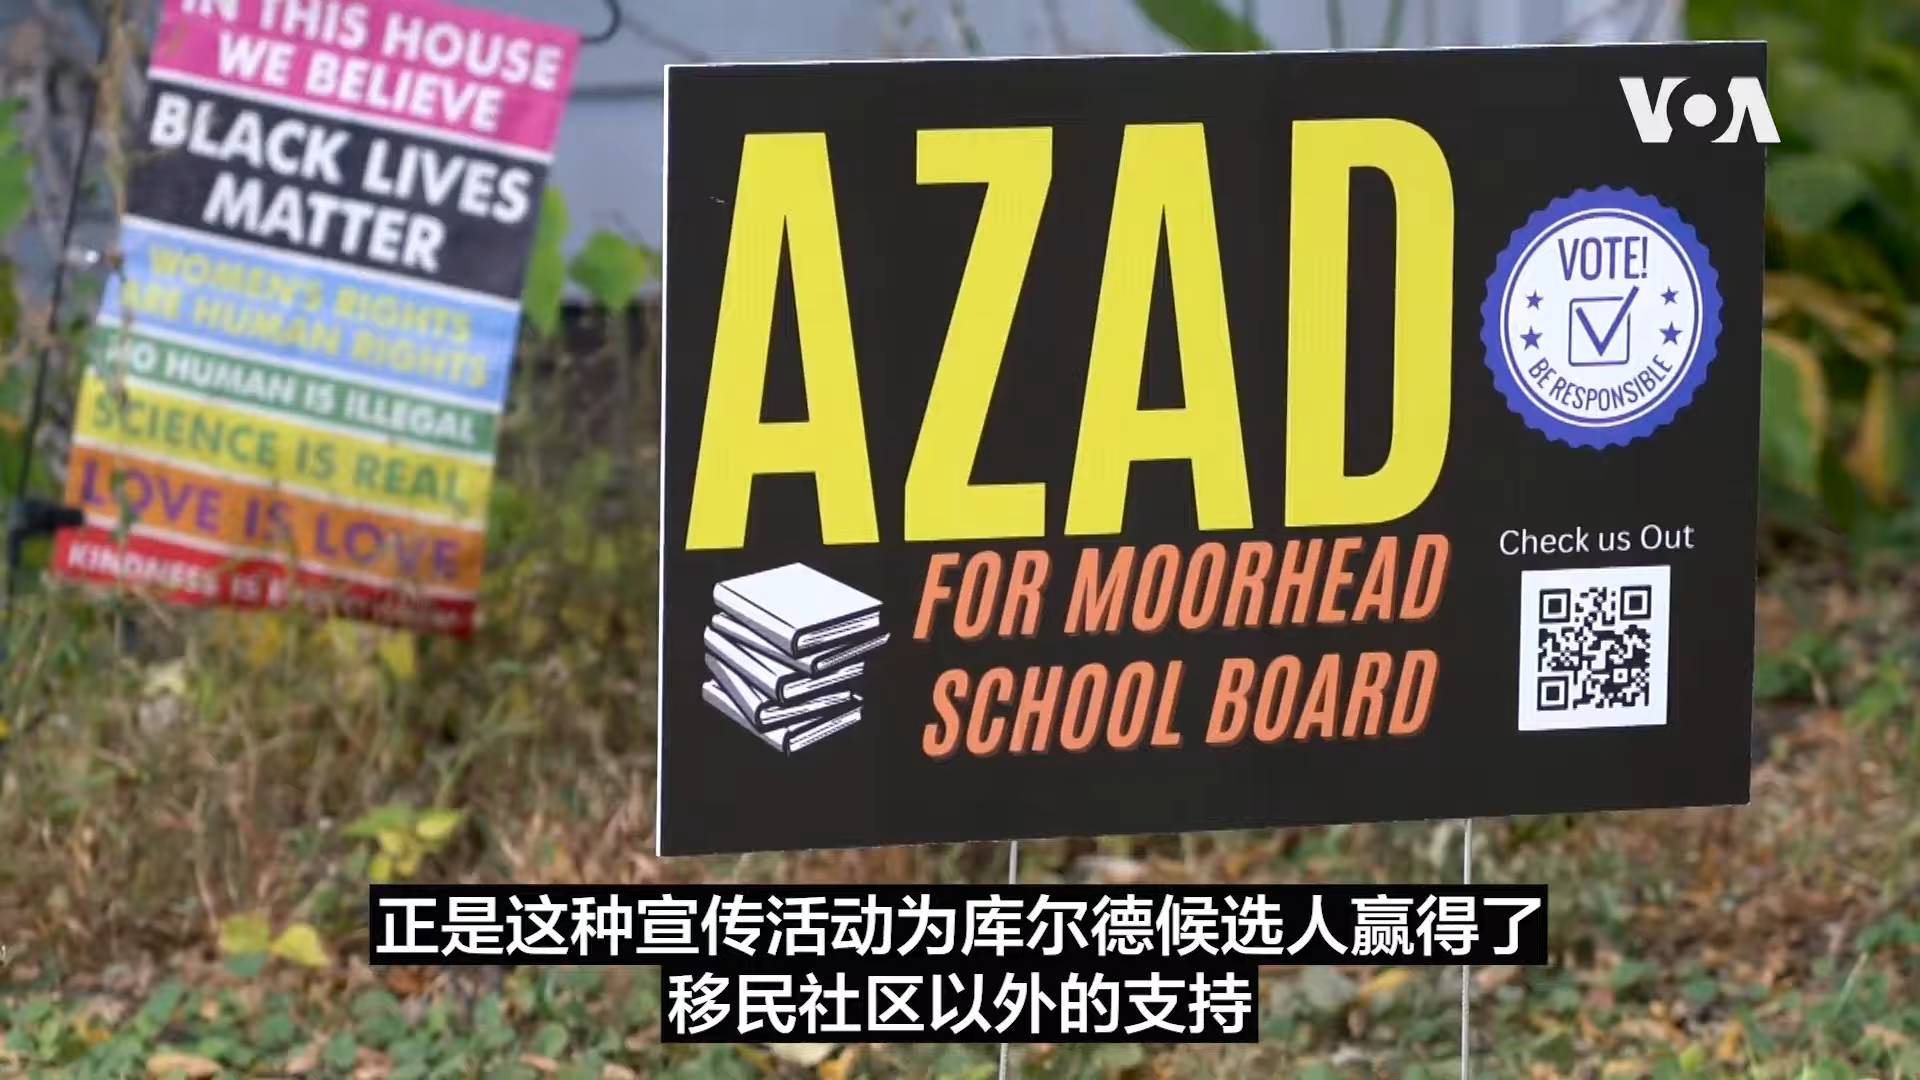 IN THIS HOUSE
WE BELIEVE
BLACK LIVES
MATTER
WOMEN'S RIGHTS
ARE HUMAN RIGHTS
NO HUMAN IS ILLEGAL
SCIENCE IS REAL
LOVE IS LOVE
KINDNESS IS
VOA
AZAD
FOR MOORHEAD
SCHOOL BOARD
VOTE!
BE RESPONSIBLE
Check us Out
正是这种宣传活动为库尔德候选人赢得了
移民社区以外的支持